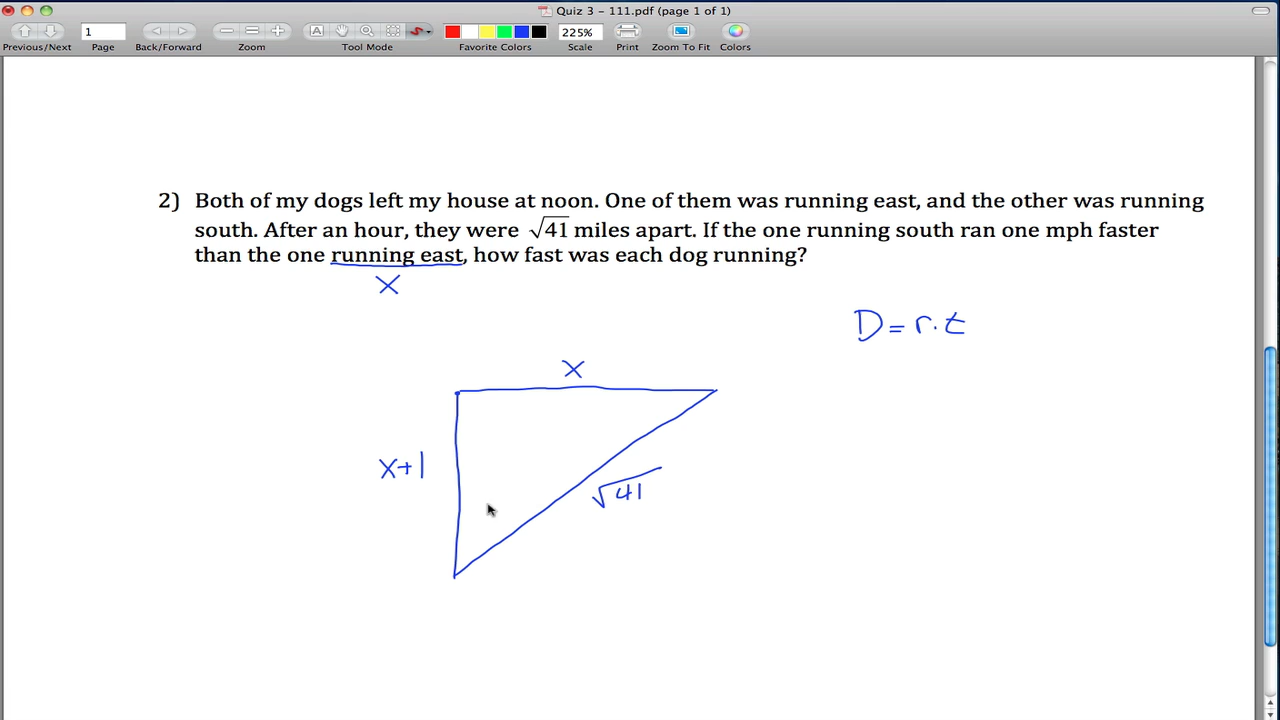 Quiz 3 – 111.pdf (page 1 of 1)
1
A
225%
Previous/Next Page Back/Forward Zoom Tool Mode Favorite Colors Scale Print Zoom To Fit Colors
2) Both of my dogs left my house at noon. One of them was running east, and the other was running
south. After an hour, they were √41 miles apart. If the one running south ran one mph faster
than the one running east, how fast was each dog running?
x
D = r · t
x
x+1
√41